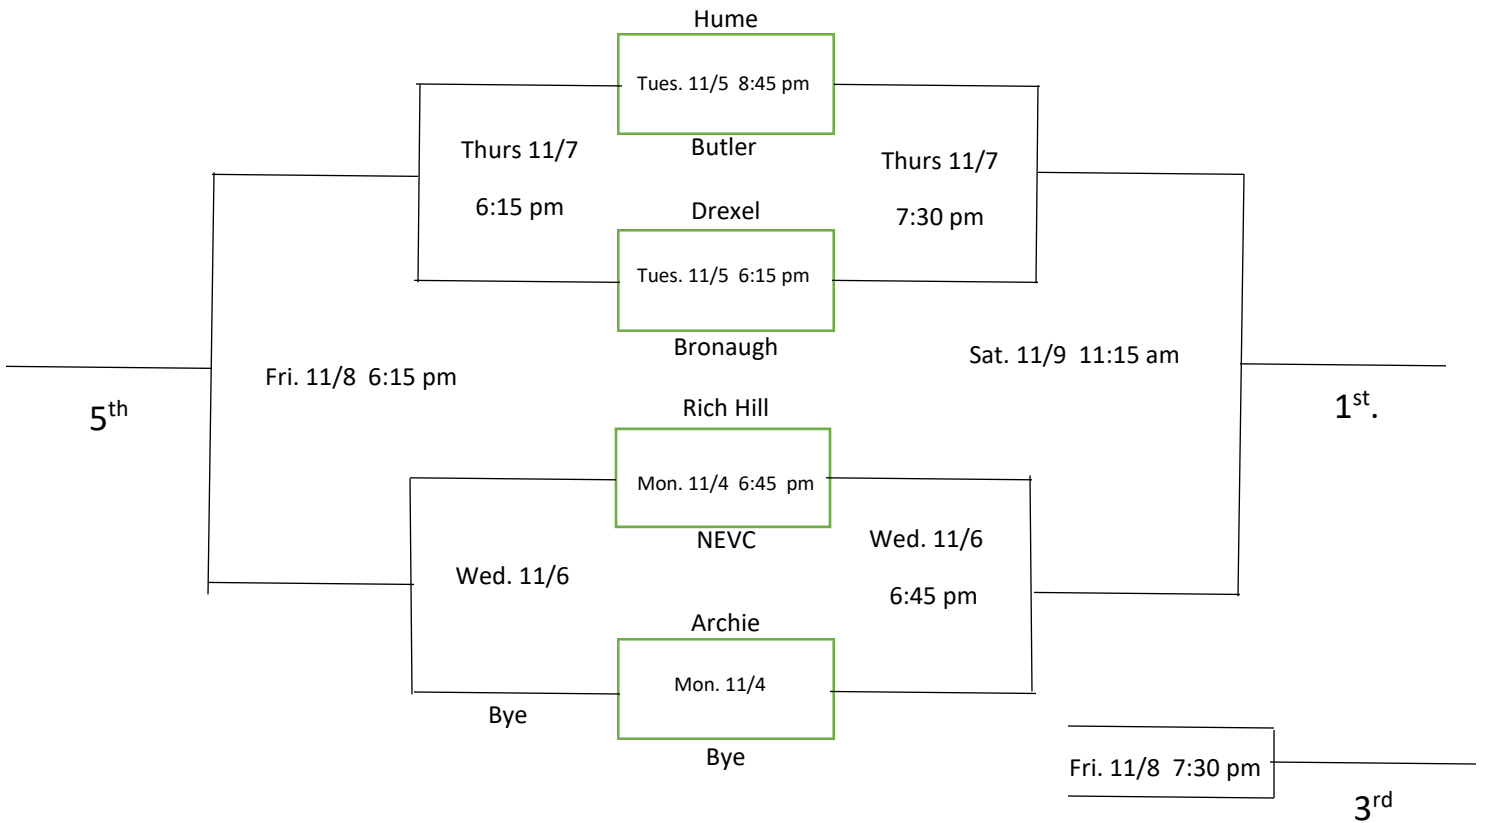 Hume
Tues. 11/5  8:45 pm
Butler
Thurs 11/7
6:15 pm
Thurs 11/7
7:30 pm
Drexel
Tues. 11/5  6:15 pm
Bronaugh
Fri. 11/8  6:15 pm
Sat. 11/9  11:15 am
5th
1st.
Rich Hill
Mon. 11/4  6:45  pm
NEVC
Wed. 11/6
Wed. 11/6
6:45 pm
Archie
Mon. 11/4
Bye
Bye
Fri. 11/8  7:30 pm
3rd